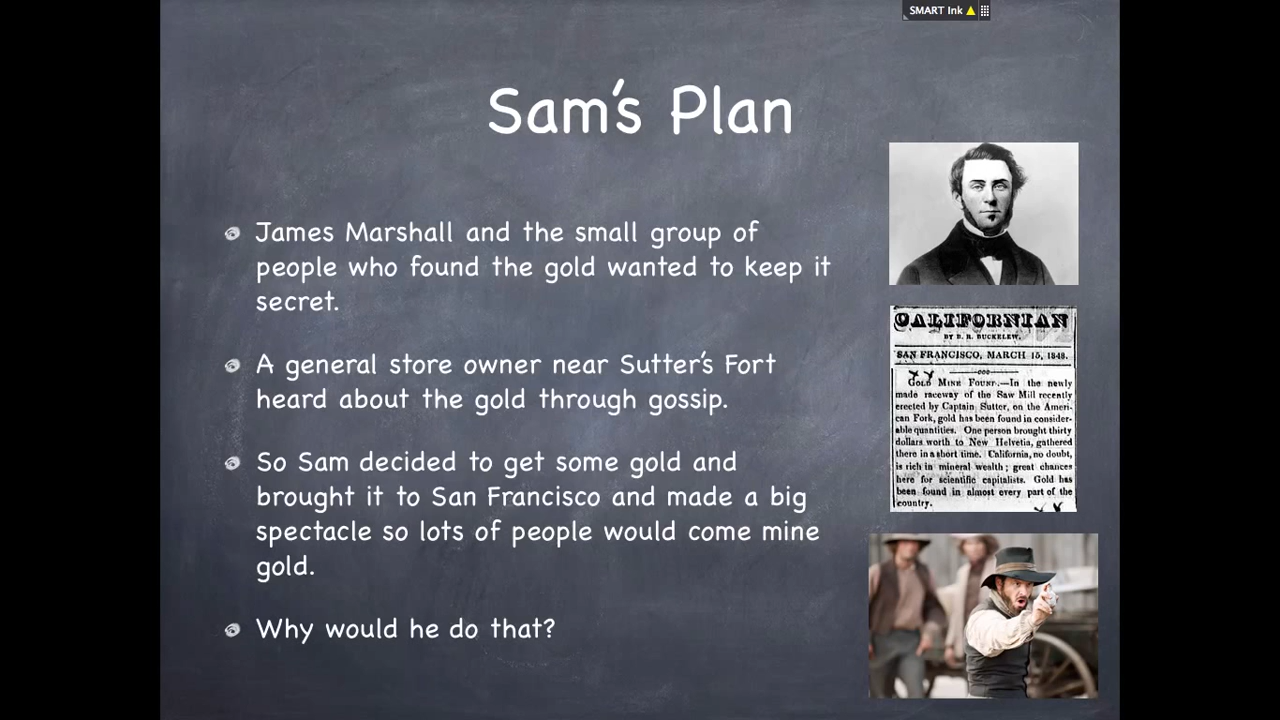 SMART Ink
Sam's Plan
James Marshall and the small group of
people who found the gold wanted to keep it
secret.
A general store owner near Sutter's Fort
heard about the gold through gossip.
So Sam decided to get some gold and
brought it to San Francisco and made a big
spectacle so lots of people would come mine
gold.
Why would he do that?
CALIFORNIAN
BY B. R. BUCKELEW.
SAN FRANCISCO, MARCH 15, 1848.
Gold Mine Found.—In the newly
made raceway of the Saw Mill recently
erected by Captain Sutter, on the Ameri-
can Fork, gold has been found in consider-
able quantities. One person brought thirty
dollars worth to New Helvetia, gathered
there in a short time. California, no doubt,
is rich in mineral wealth; great chances
here for scientific capitalists. Gold has
been found in almost every part of the
country.